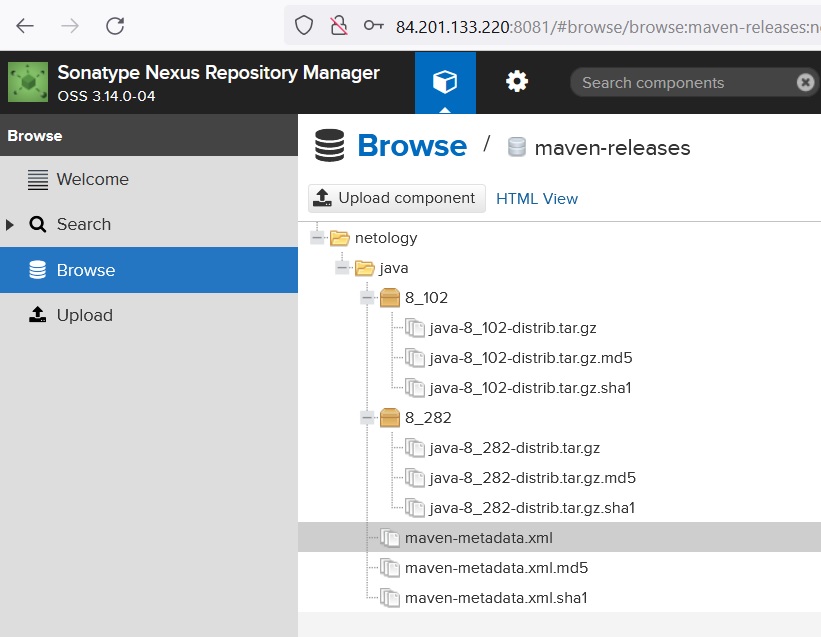 84.201.133.220:8081/#browse/browse:maven-releases:n
Sonatype Nexus Repository Manager
OSS 3.14.0-04
Search components
Browse
Welcome
Search
Browse
Upload
Browse / maven-releases
Upload component HTML View
netology
java
8_102
java-8_102-distrib.tar.gz
java-8_102-distrib.tar.gz.md5
java-8_102-distrib.tar.gz.sha1
8_282
java-8_282-distrib.tar.gz
java-8_282-distrib.tar.gz.md5
java-8_282-distrib.tar.gz.sha1
maven-metadata.xml
maven-metadata.xml.md5
maven-metadata.xml.sha1